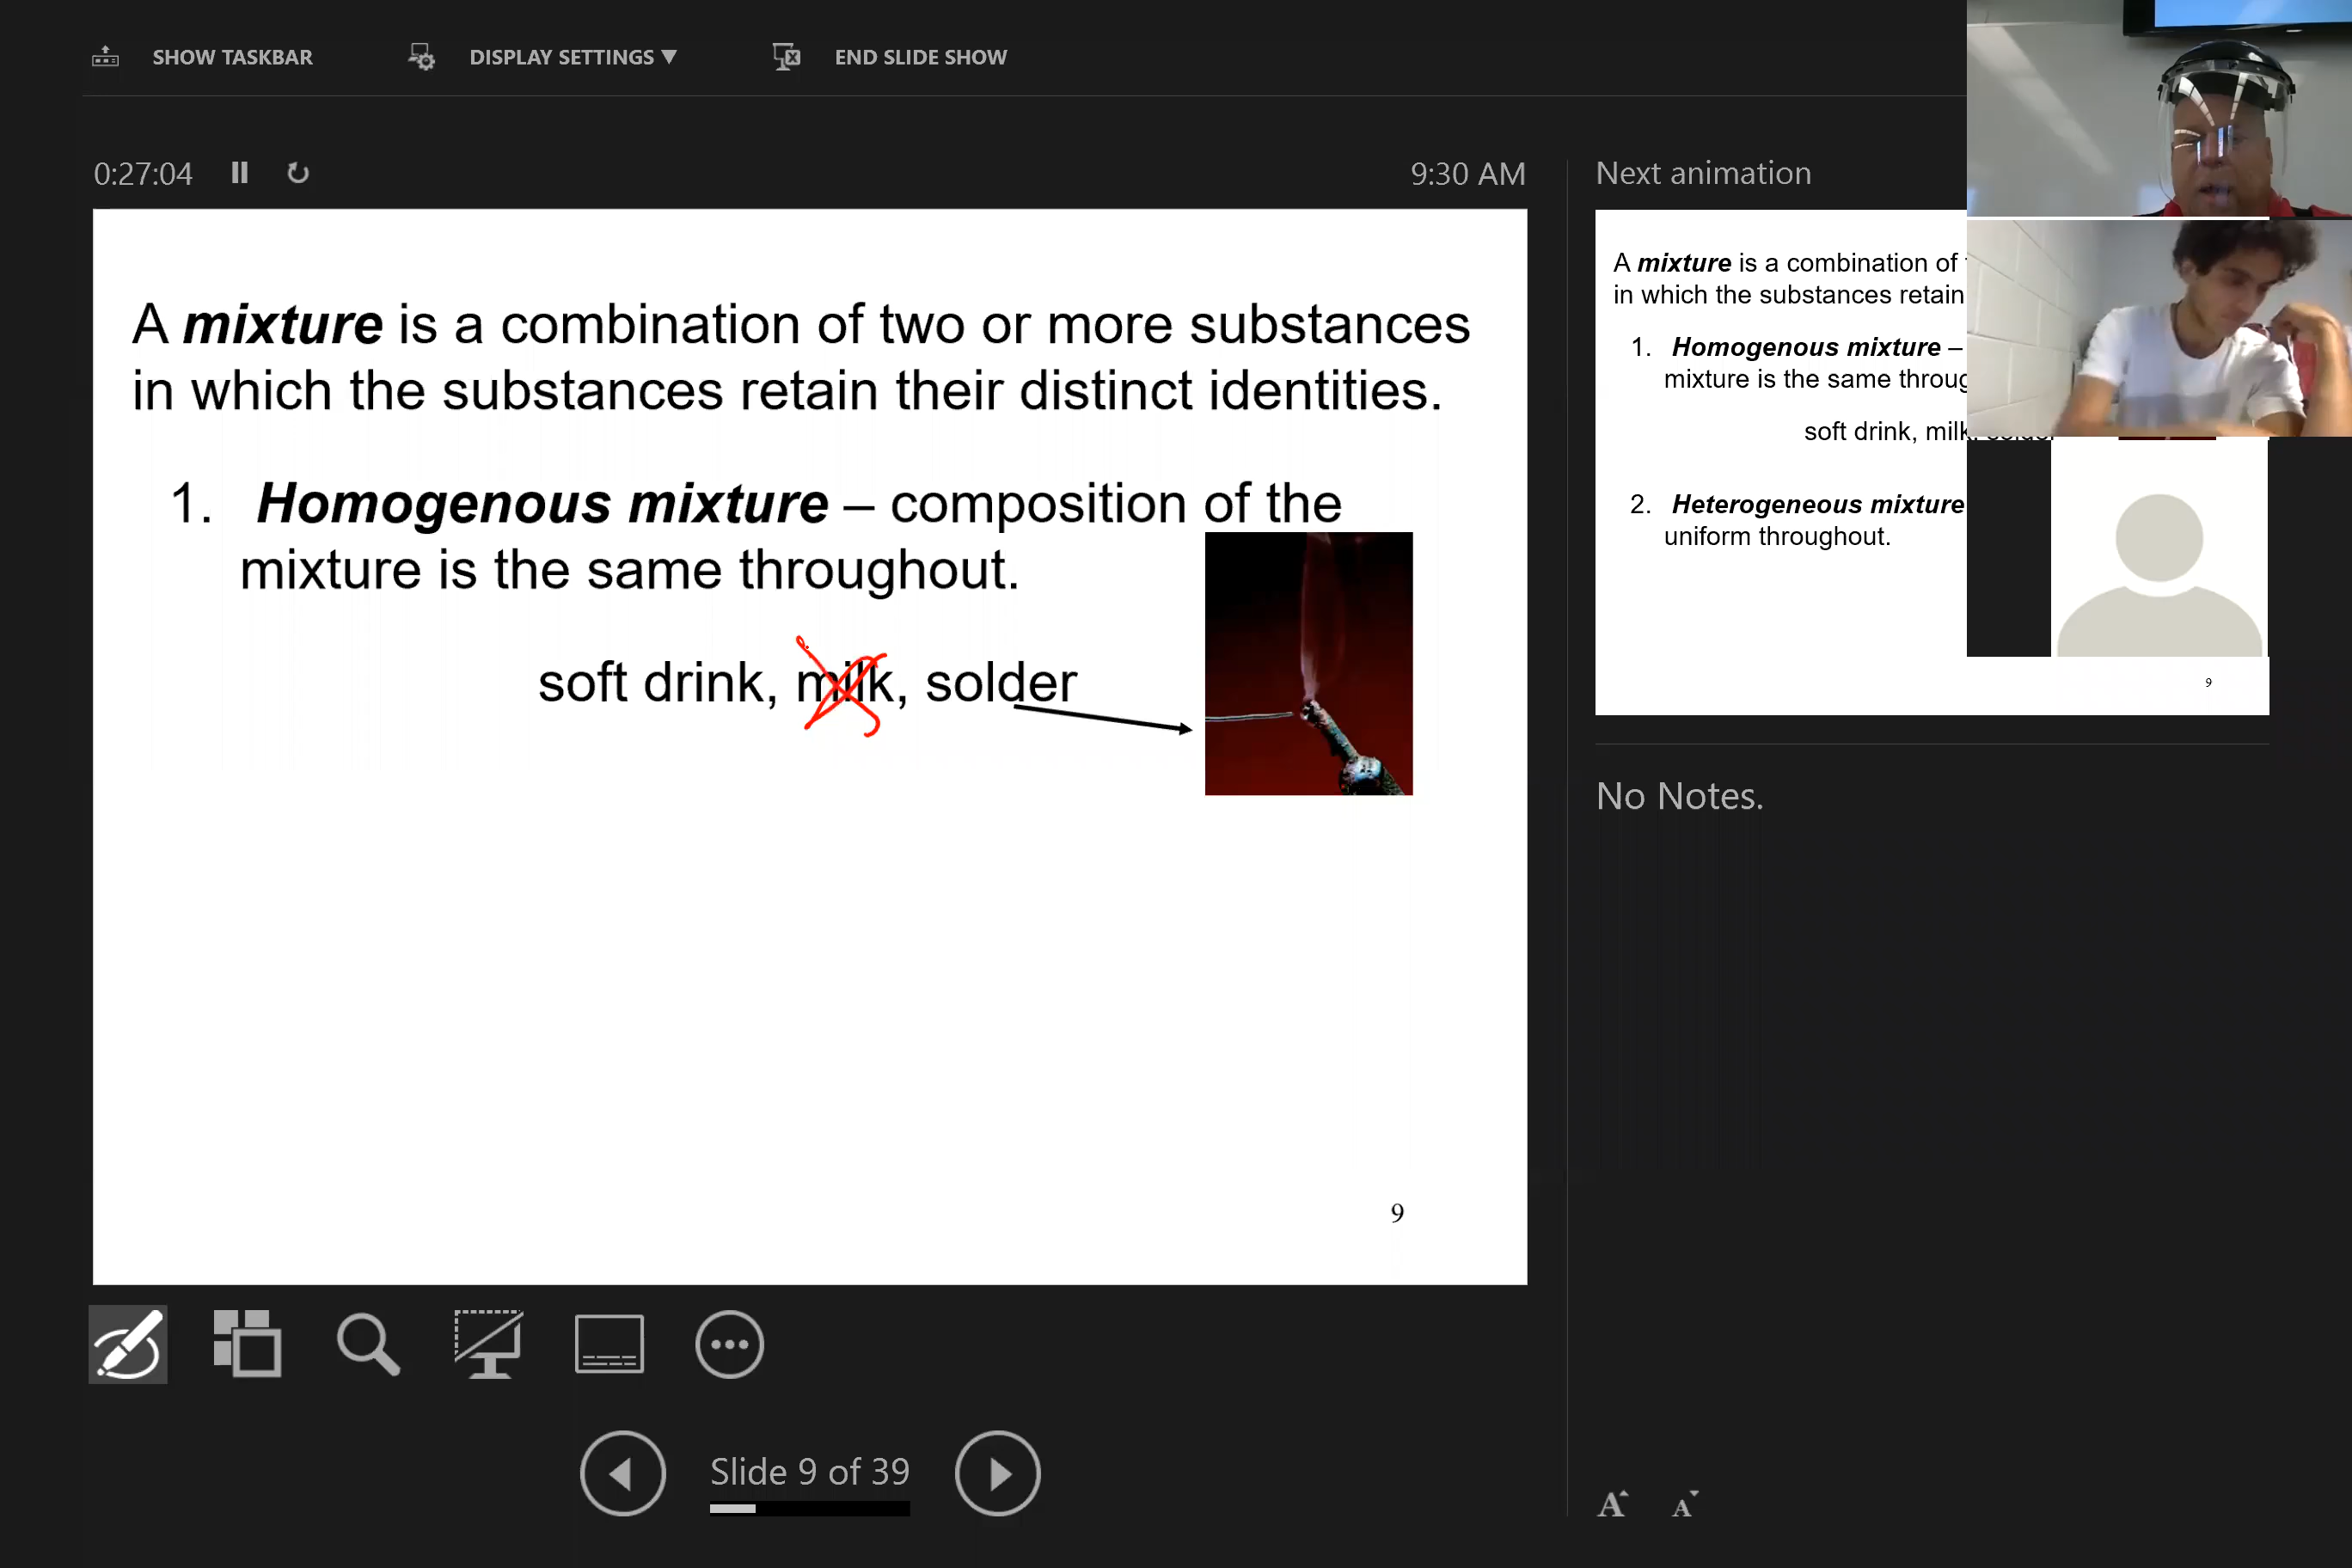 SHOW TASKBAR DISPLAY SETTINGS ▼ END SLIDE SHOW
0:27:04 9:30 AM
A mixture is a combination of two or more substances
in which the substances retain their distinct identities.
1. Homogenous mixture – composition of the
mixture is the same throughout.
soft drink, milk, solder
9
Slide 9 of 39
Next animation
A mixture is a combination of
in which the substances retain
1. Homogenous mixture –
mixture is the same throug
soft drink, milk, solder
2. Heterogeneous mixture
uniform throughout.
9
No Notes.
A A